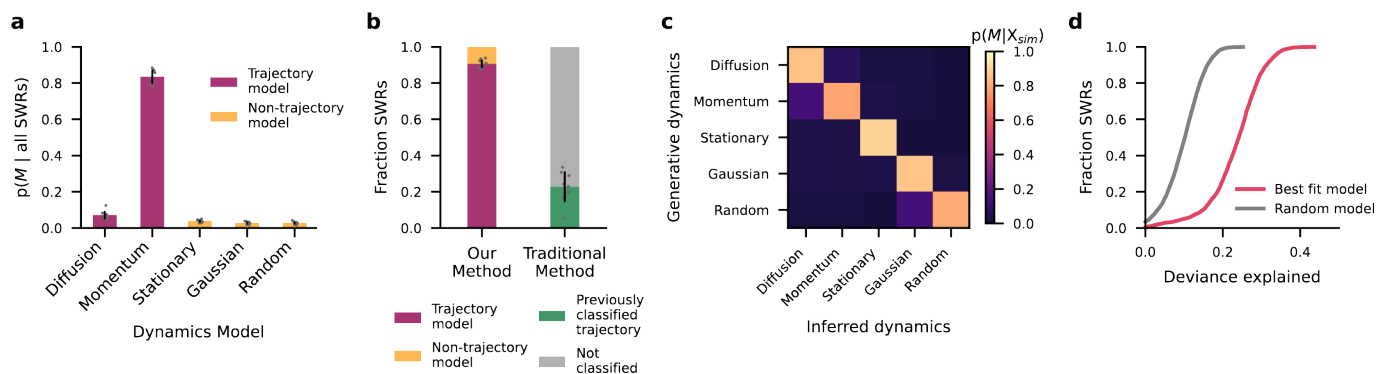 a
p(M | all SWRs)
1.0
0.8
0.6
0.4
0.2
0.0
Trajectory
model
Non-trajectory
model
Diffusion
Momentum
Stationary
Gaussian
Random
Dynamics Model
b
Fraction SWRs
1.0
0.8
0.6
0.4
0.2
0.0
Our
Method
Traditional
Method
Trajectory
model
Non-trajectory
model
Previously
classified
trajectory
Not
classified
c
Generative dynamics
Diffusion
Momentum
Stationary
Gaussian
Random
Diffusion
Momentum
Stationary
Gaussian
Random
Inferred dynamics
p(M|Xsim)
1.0
0.8
0.6
0.4
0.2
0.0
d
Fraction SWRs
1.0
0.8
0.6
0.4
0.2
0.0
Best fit model
Random model
0.0 0.2 0.4
Deviance explained